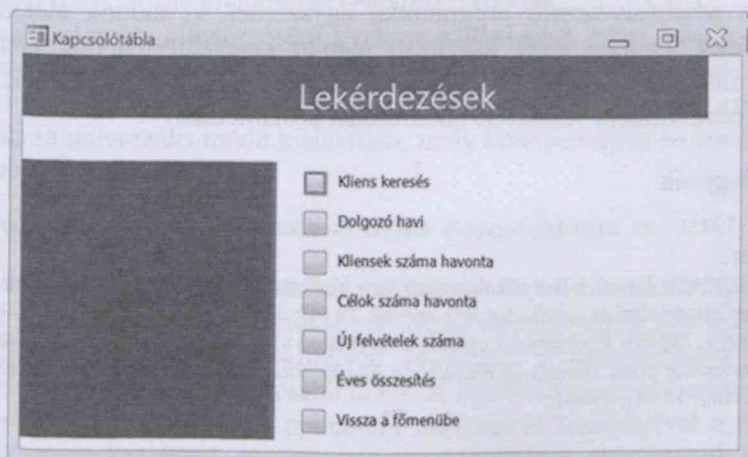 Kapcsolótábla
Lekérdezések
Kliens keresés
Dolgozó havi
Kliensek száma havonta
Célok száma havonta
Új felvételek száma
Éves összesítés
Vissza a főmenübe